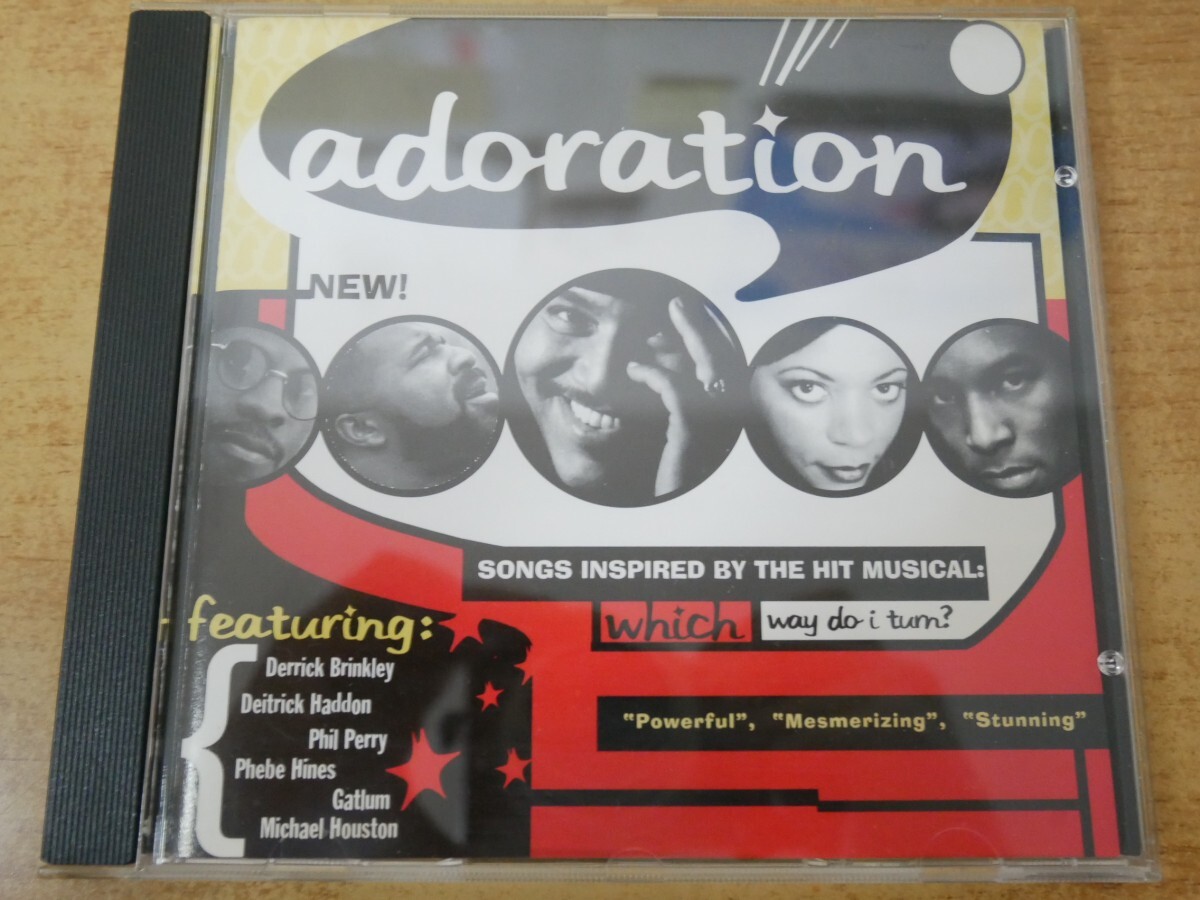 adoration
NEW!
SONGS INSPIRED BY THE HIT MUSICAL:
which way do i turn?
featuring:
Derrick Brinkley
Deitrick Haddon
Phil Perry
Phebe Hines
Gatlum
Michael Houston
"Powerful", "Mesmerizing", "Stunning"